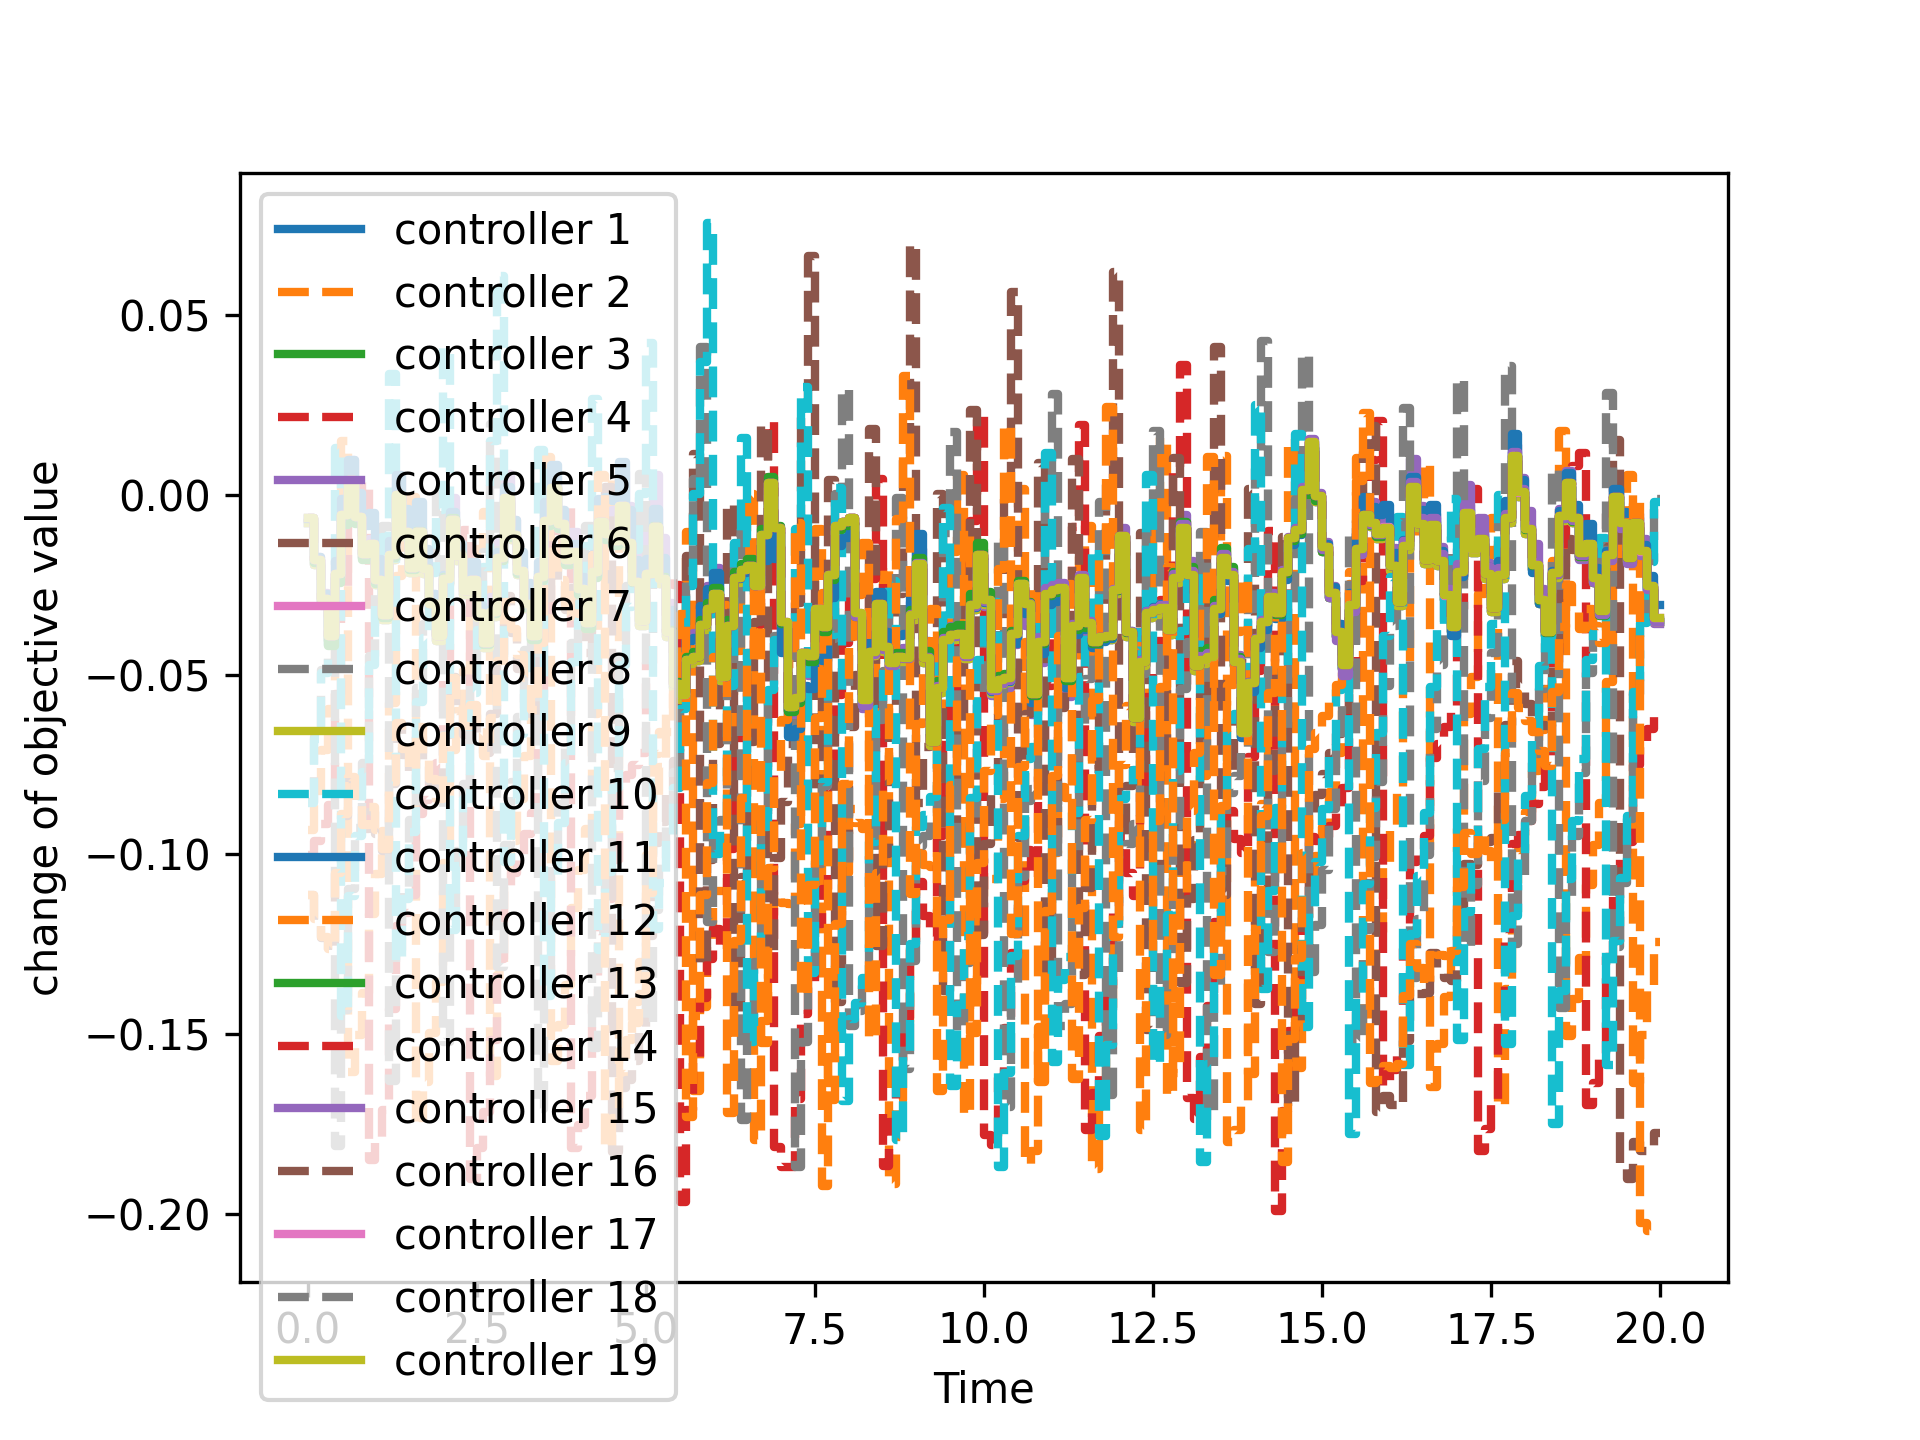 controller 1
controller 2
controller 3
controller 4
controller 5
controller 6
controller 7
controller 8
controller 9
controller 10
controller 11
controller 12
controller 13
controller 14
controller 15
controller 16
controller 17
controller 18
controller 19
0.05
0.00
−0.05
−0.10
−0.15
−0.20
change of objective value
0.0 2.5 5.0 7.5 10.0 12.5 15.0 17.5 20.0
Time